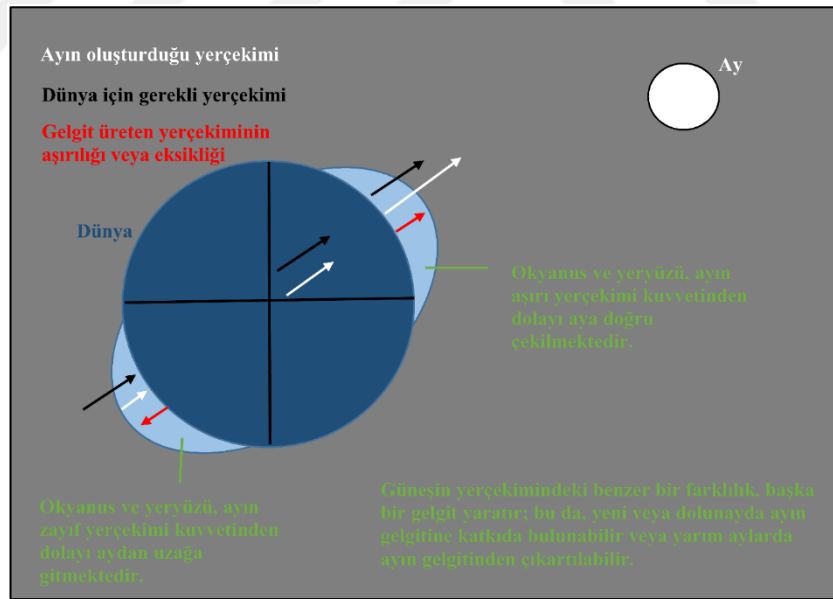 Ayın oluşturduğu yerçekimi
Dünya için gerekli yerçekimi
Gelgit üreten yerçekiminin
aşırılığı veya eksikliği
Ay
Dünya
Okyanus ve yeryüzü, ayın
aşırı yerçekimi kuvvetinden
dolayı aya doğru
çekilmektedir.
Okyanus ve yeryüzü, ayın
zayıf yerçekimi kuvvetinden
dolayı aydan uzağa
gitmektedir.
Güneşin yerçekimindeki benzer bir farklılık, başka
bir gelgit yaratır; bu da, yeni veya dolunayda ayın
gelgitine katkıda bulunabilir veya yarım aylarda
ayın gelgitinden çıkartılabilir.